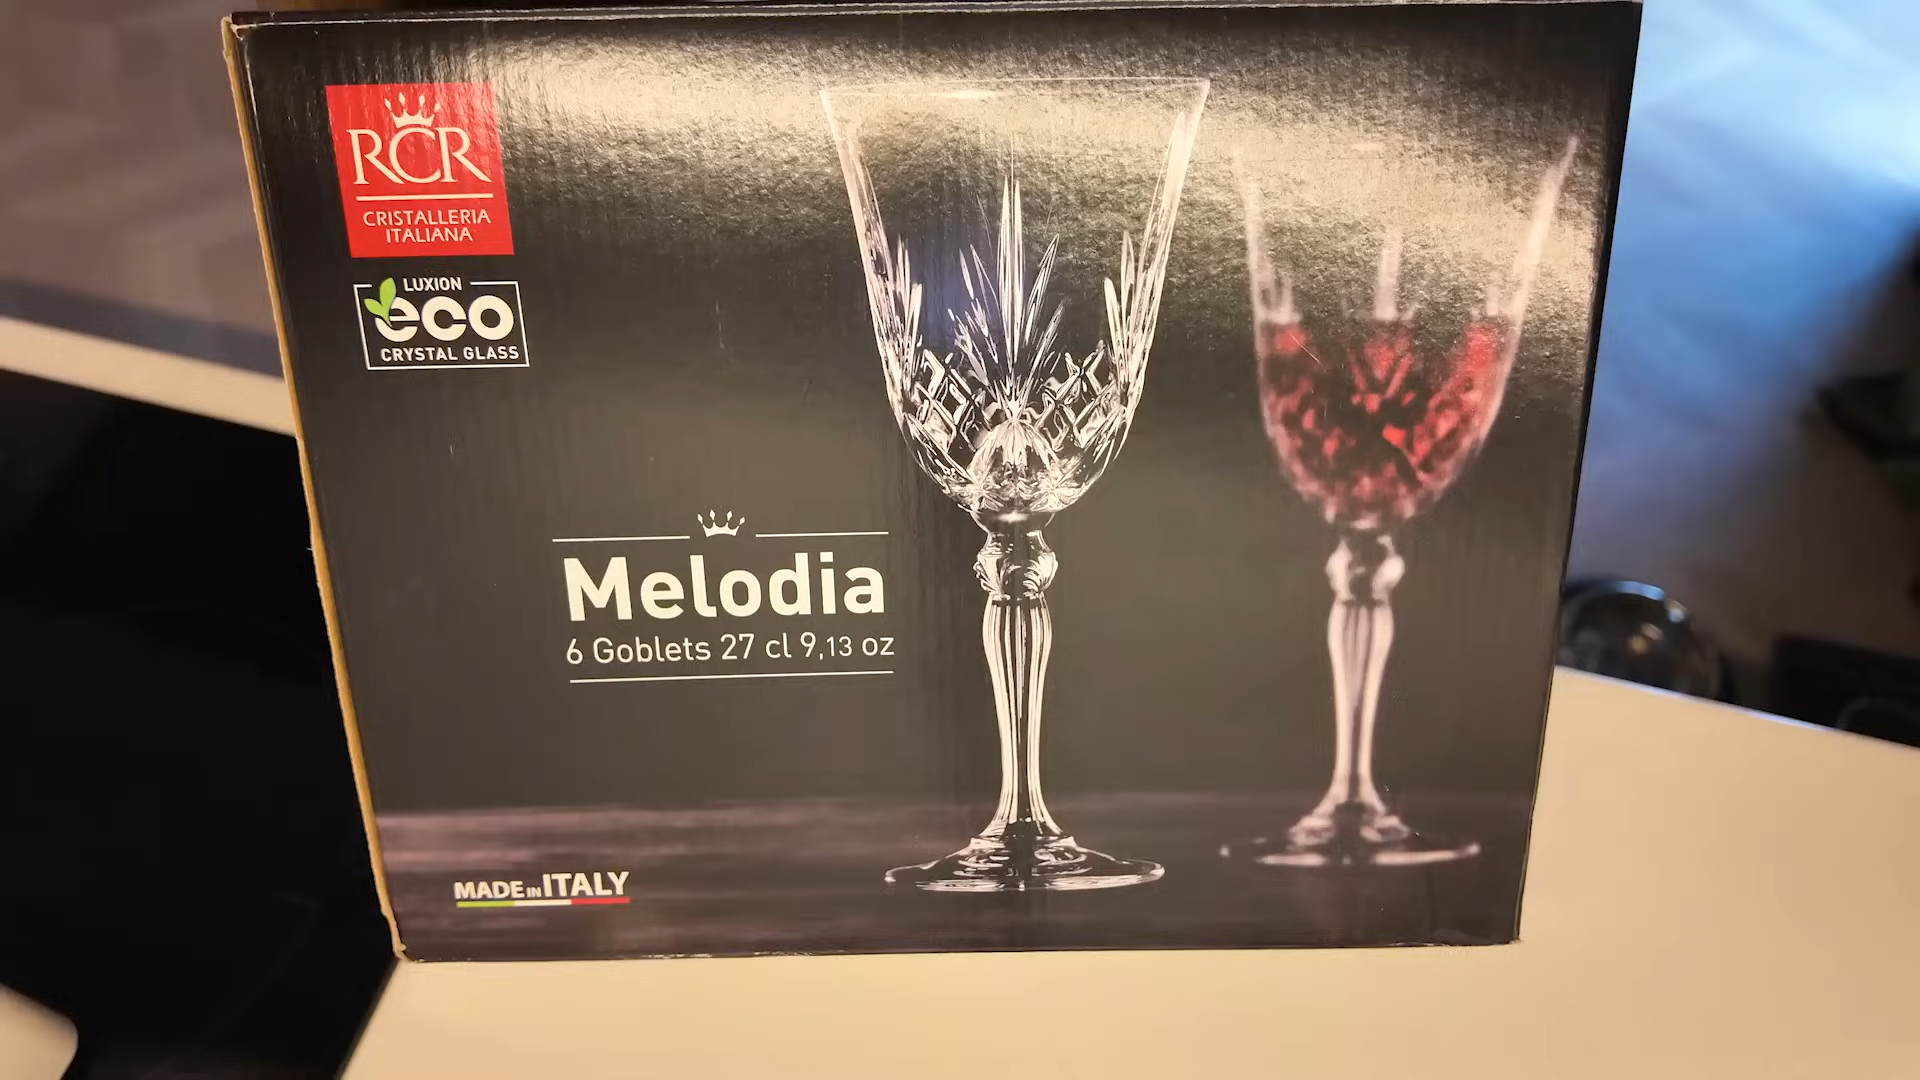 RCR
CRISTALLERIA
ITALIANA
LUXION
eco
CRYSTAL GLASS
Melodia
6 Goblets 27 cl 9,13 oz
MADE IN ITALY